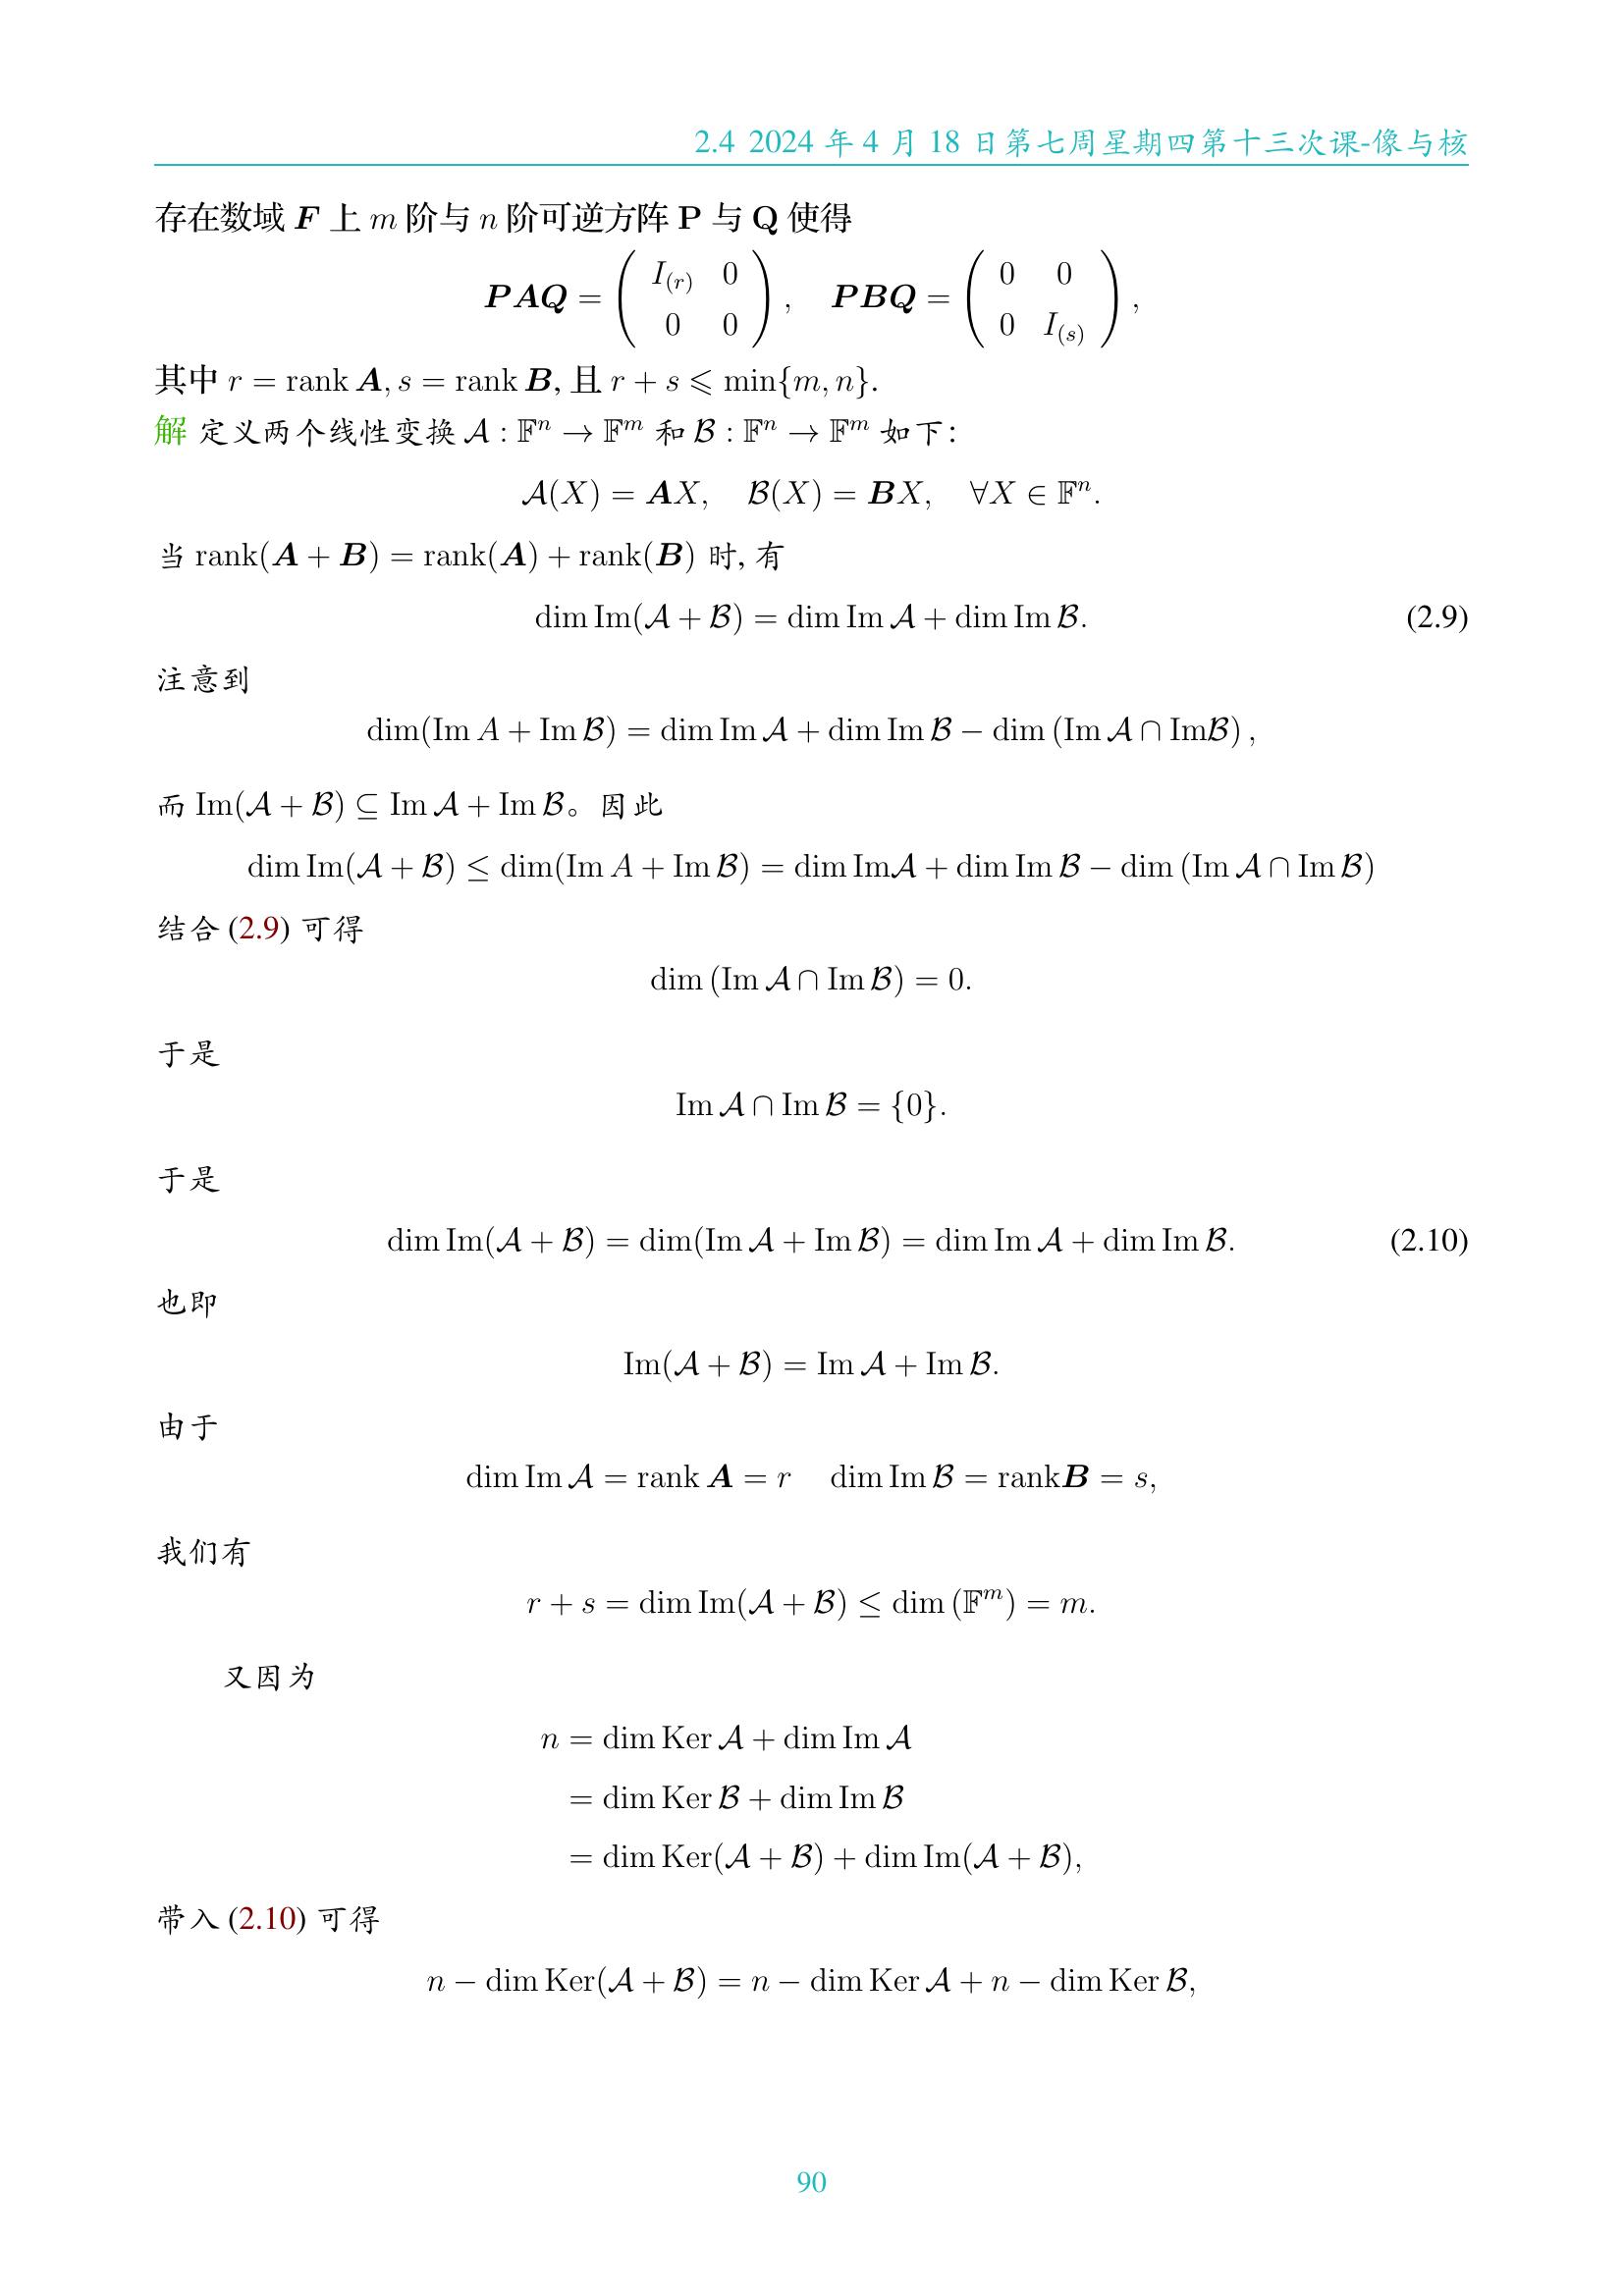 2.4 2024 年 4 月 18 日第七周星期四第十三次课-像与核
存在数域 $\boldsymbol{F}$ 上 $m$ 阶与 $n$ 阶可逆方阵 $\mathbf{P}$ 与 $\mathbf{Q}$ 使得
$$\boldsymbol{PAQ} = \begin{pmatrix} I_{(r)} & 0 \\ 0 & 0 \end{pmatrix}, \quad \boldsymbol{PBQ} = \begin{pmatrix} 0 & 0 \\ 0 & I_{(s)} \end{pmatrix},$$
其中 $r = \operatorname{rank} \boldsymbol{A}, s = \operatorname{rank} \boldsymbol{B}$, 且 $r + s \leqslant \min\{m, n\}$.
解 定义两个线性变换 $\mathcal{A} : \mathbb{F}^n \to \mathbb{F}^m$ 和 $\mathcal{B} : \mathbb{F}^n \to \mathbb{F}^m$ 如下：
$$\mathcal{A}(X) = \boldsymbol{A}X, \quad \mathcal{B}(X) = \boldsymbol{B}X, \quad \forall X \in \mathbb{F}^n.$$
当 $\operatorname{rank}(\boldsymbol{A} + \boldsymbol{B}) = \operatorname{rank}(\boldsymbol{A}) + \operatorname{rank}(\boldsymbol{B})$ 时, 有
$$\dim \operatorname{Im}(\mathcal{A} + \mathcal{B}) = \dim \operatorname{Im} \mathcal{A} + \dim \operatorname{Im} \mathcal{B}. \quad (2.9)$$
注意到
$$\dim(\operatorname{Im} A + \operatorname{Im} \mathcal{B}) = \dim \operatorname{Im} \mathcal{A} + \dim \operatorname{Im} \mathcal{B} - \dim (\operatorname{Im} \mathcal{A} \cap \operatorname{Im} \mathcal{B}),$$
而 $\operatorname{Im}(\mathcal{A} + \mathcal{B}) \subseteq \operatorname{Im} \mathcal{A} + \operatorname{Im} \mathcal{B}$。因此
$$\dim \operatorname{Im}(\mathcal{A} + \mathcal{B}) \leq \dim(\operatorname{Im} A + \operatorname{Im} \mathcal{B}) = \dim \operatorname{Im} \mathcal{A} + \dim \operatorname{Im} \mathcal{B} - \dim (\operatorname{Im} \mathcal{A} \cap \operatorname{Im} \mathcal{B})$$
结合 (2.9) 可得
$$\dim (\operatorname{Im} \mathcal{A} \cap \operatorname{Im} \mathcal{B}) = 0.$$
于是
$$\operatorname{Im} \mathcal{A} \cap \operatorname{Im} \mathcal{B} = \{0\}.$$
于是
$$\dim \operatorname{Im}(\mathcal{A} + \mathcal{B}) = \dim(\operatorname{Im} \mathcal{A} + \operatorname{Im} \mathcal{B}) = \dim \operatorname{Im} \mathcal{A} + \dim \operatorname{Im} \mathcal{B}. \quad (2.10)$$
也即
$$\operatorname{Im}(\mathcal{A} + \mathcal{B}) = \operatorname{Im} \mathcal{A} + \operatorname{Im} \mathcal{B}.$$
由于
$$\dim \operatorname{Im} \mathcal{A} = \operatorname{rank} \boldsymbol{A} = r \quad \dim \operatorname{Im} \mathcal{B} = \operatorname{rank} \boldsymbol{B} = s,$$
我们有
$$r + s = \dim \operatorname{Im}(\mathcal{A} + \mathcal{B}) \leq \dim (\mathbb{F}^m) = m.$$
又因为
$$n = \dim \operatorname{Ker} \mathcal{A} + \dim \operatorname{Im} \mathcal{A}$$
$$= \dim \operatorname{Ker} \mathcal{B} + \dim \operatorname{Im} \mathcal{B}$$
$$= \dim \operatorname{Ker}(\mathcal{A} + \mathcal{B}) + \dim \operatorname{Im}(\mathcal{A} + \mathcal{B}),$$
带入 (2.10) 可得
$$n - \dim \operatorname{Ker}(\mathcal{A} + \mathcal{B}) = n - \dim \operatorname{Ker} \mathcal{A} + n - \dim \operatorname{Ker} \mathcal{B},$$
90